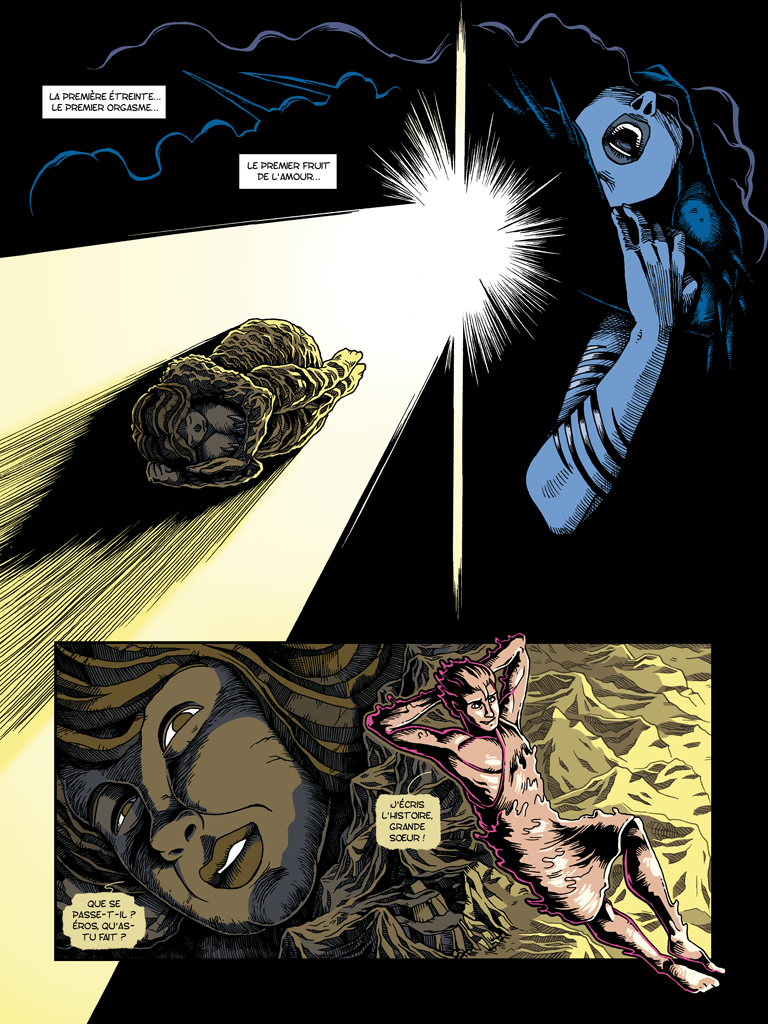 LA PREMIÈRE ÉTREINTE...
LE PREMIER ORGASME...
LE PREMIER FRUIT
DE L'AMOUR...
J'ÉCRIS
L'HISTOIRE,
GRANDE
SŒUR !
QUE SE
PASSE-T-IL ?
ÉROS, QU'AS-
TU FAIT ?